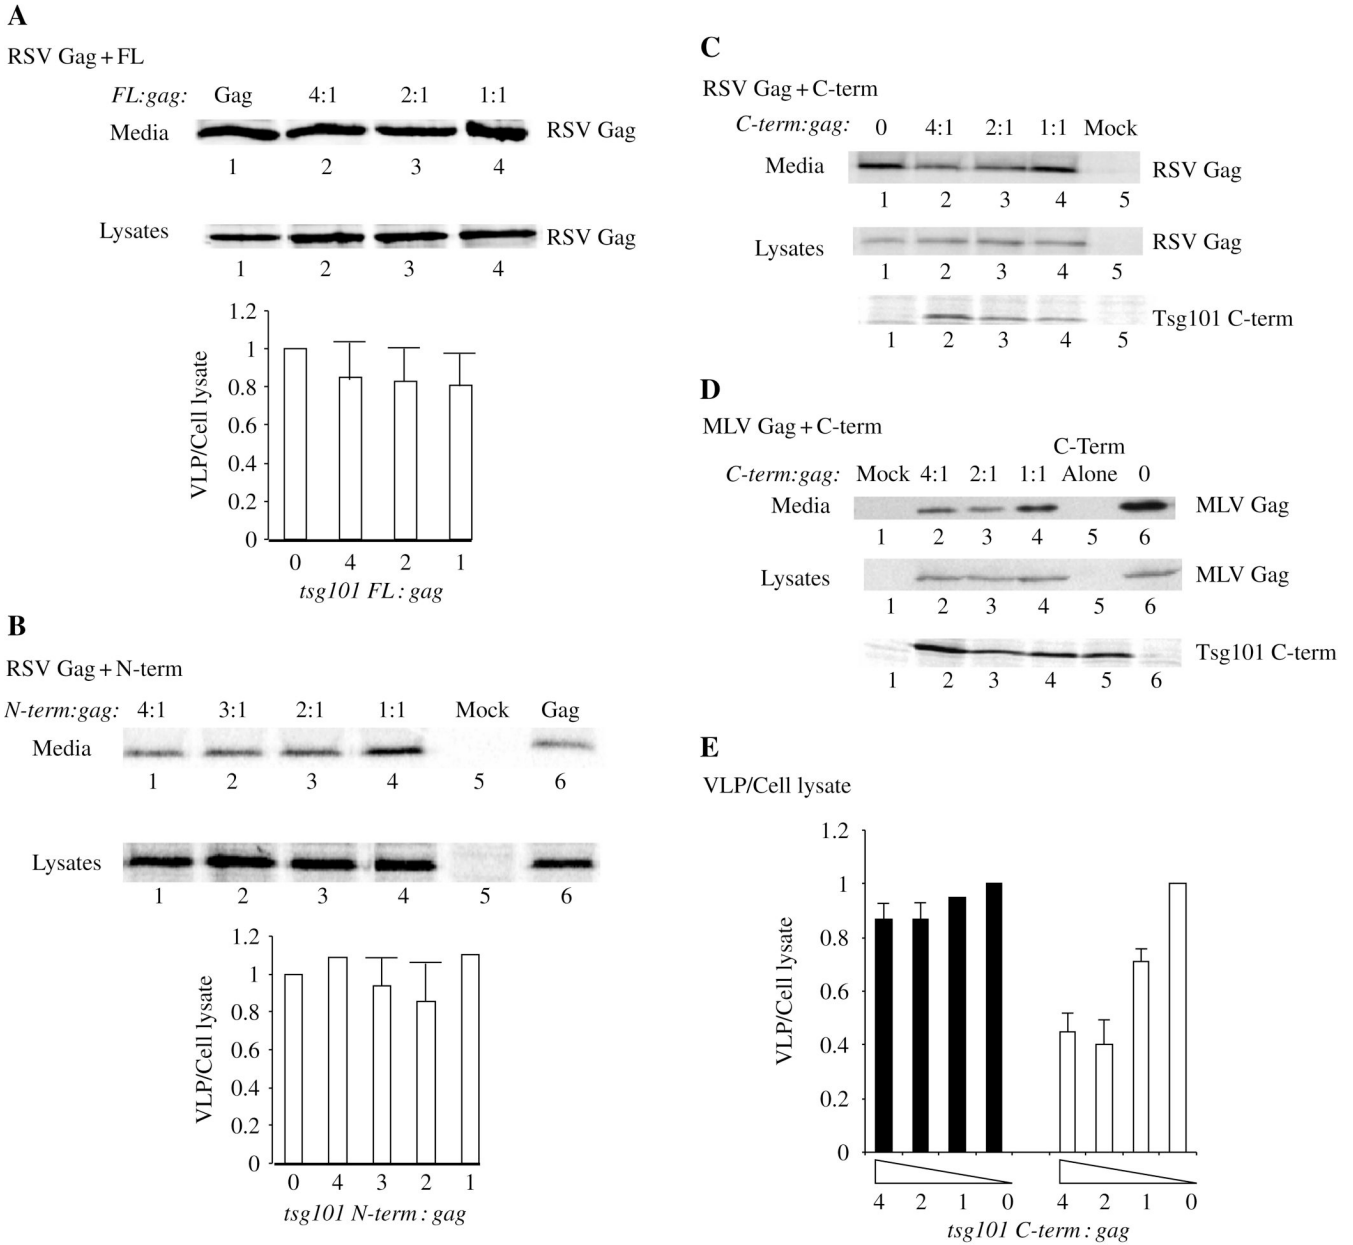 A
RSV Gag + FL
FL:gag: Gag 4:1 2:1 1:1
Media RSV Gag
1 2 3 4
Lysates RSV Gag
1 2 3 4
1.2
1
0.8
0.6
0.4
0.2
0
VLP/Cell lysate
0 4 2 1
tsg101 FL : gag
B
RSV Gag + N-term
N-term:gag: 4:1 3:1 2:1 1:1 Mock Gag
Media
1 2 3 4 5 6
Lysates
1 2 3 4 5 6
1.2
1
0.8
0.6
0.4
0.2
0
VLP/Cell lysate
0 4 3 2 1
tsg101 N-term : gag
C
RSV Gag + C-term
C-term:gag: 0 4:1 2:1 1:1 Mock
Media RSV Gag
1 2 3 4 5
Lysates RSV Gag
1 2 3 4 5
Tsg101 C-term
1 2 3 4 5
D
MLV Gag + C-term
C-Term
C-term:gag: Mock 4:1 2:1 1:1 Alone 0
Media MLV Gag
1 2 3 4 5 6
Lysates MLV Gag
1 2 3 4 5 6
Tsg101 C-term
1 2 3 4 5 6
E
VLP/Cell lysate
1.2
1
0.8
0.6
0.4
0.2
0
VLP/Cell lysate
4 2 1 0 4 2 1 0
tsg101 C-term : gag